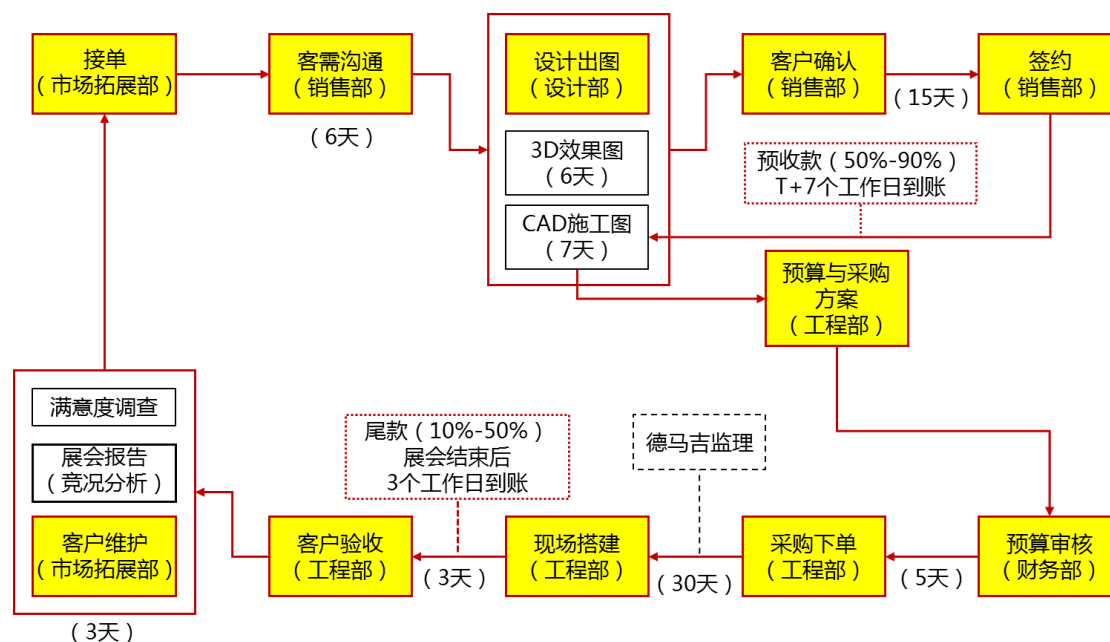 接单
（市场拓展部）
客需沟通
（销售部）
（6天）
设计出图
（设计部）
3D效果图
（6天）
CAD施工图
（7天）
客户确认
（销售部）
（15天）
签约
（销售部）
预收款（50%-90%）
T+7个工作日到账
预算与采购
方案
（工程部）
满意度调查
展会报告
（竞况分析）
客户维护
（市场拓展部）
（3天）
尾款（10%-50%）
展会结束后
3个工作日到账
德马吉监理
客户验收
（工程部）
（3天）
现场搭建
（工程部）
（30天）
采购下单
（工程部）
（5天）
预算审核
（财务部）